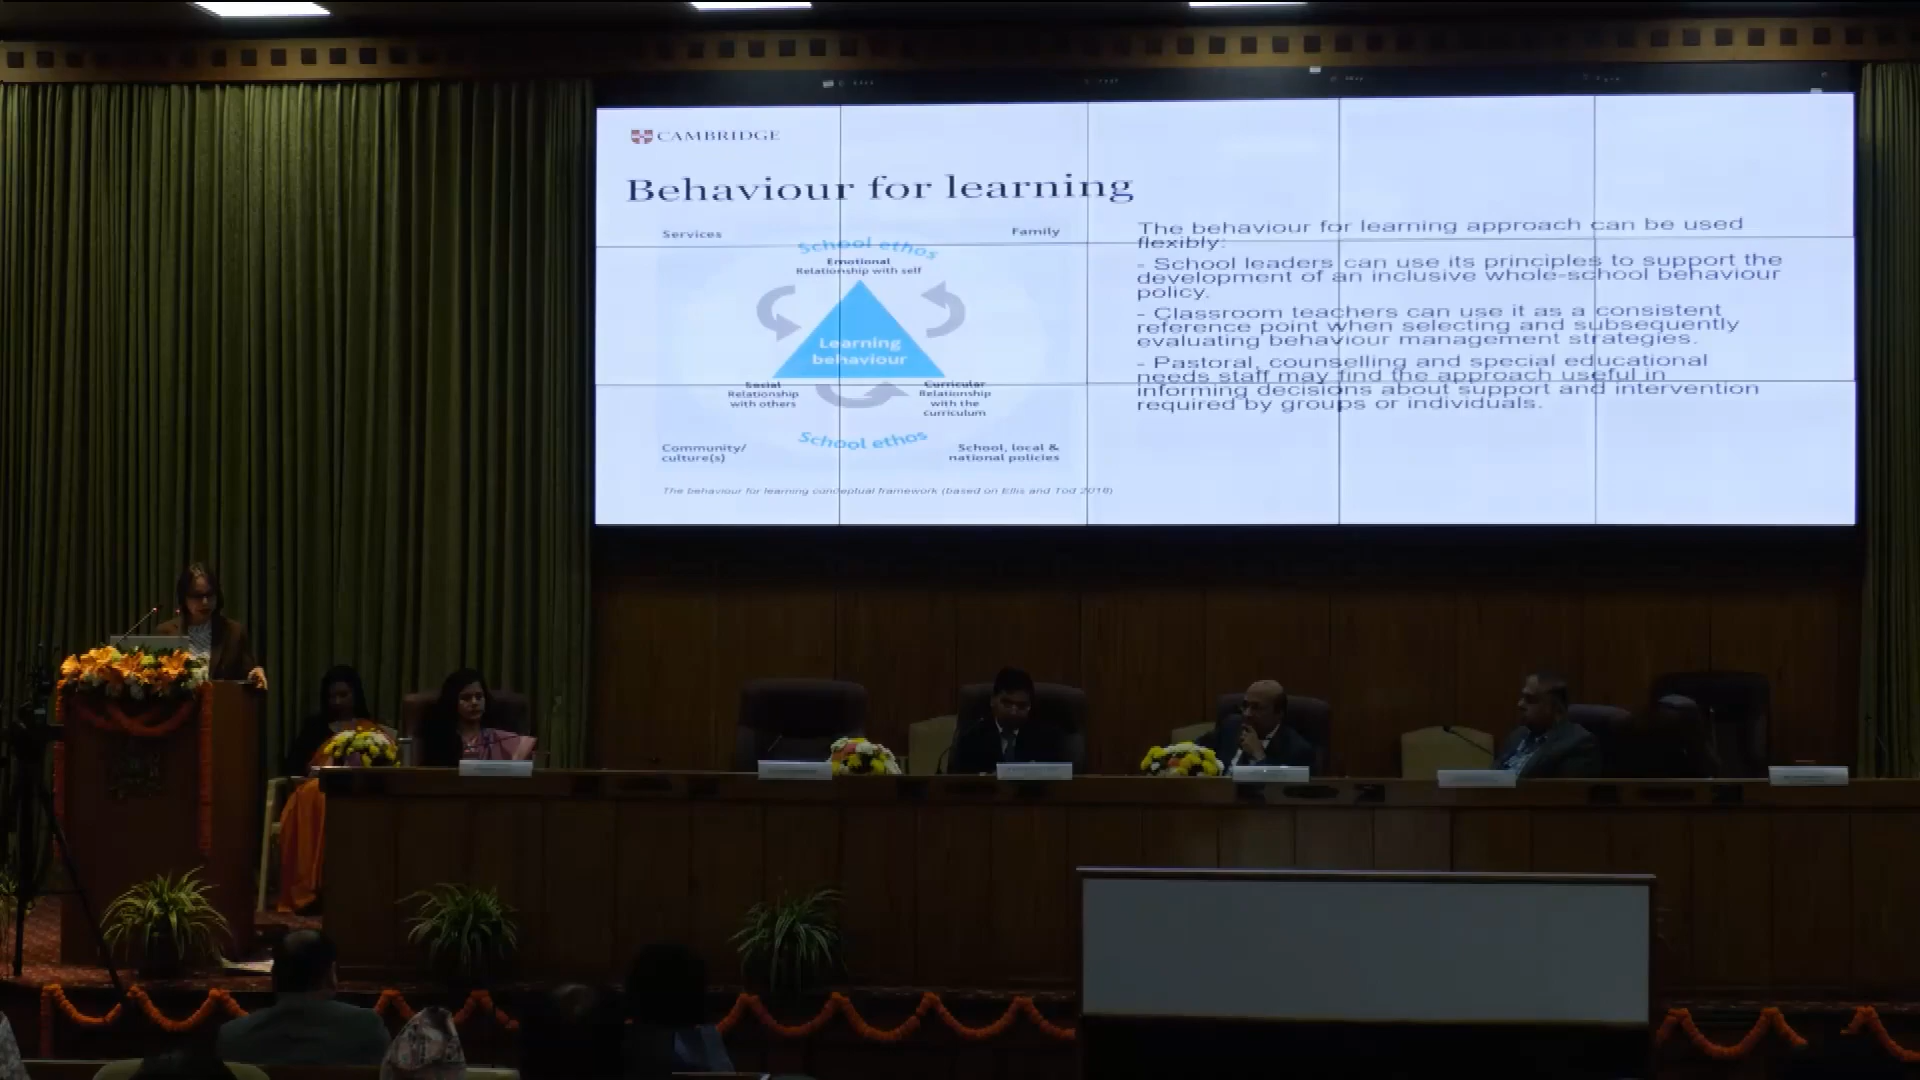 CAMBRIDGE
Behaviour for learning
Services
Family
School ethos
Emotional
Relationship with self
Learning
behaviour
Social
Relationship
with others
Curricular
Relationship
with the
curriculum
School ethos
Community/
culture(s)
School, local &
national policies
The behaviour for learning conceptual framework (based on Ellis and Tod 2018)
The behaviour for learning approach can be used
flexibly:
- School leaders can use its principles to support the
development of an inclusive whole-school behaviour
policy.
- Classroom teachers can use it as a consistent
reference point when selecting and subsequently
evaluating behaviour management strategies.
- Pastoral, counselling and special educational
needs staff may find the approach useful in
informing decisions about support and intervention
required by groups or individuals.